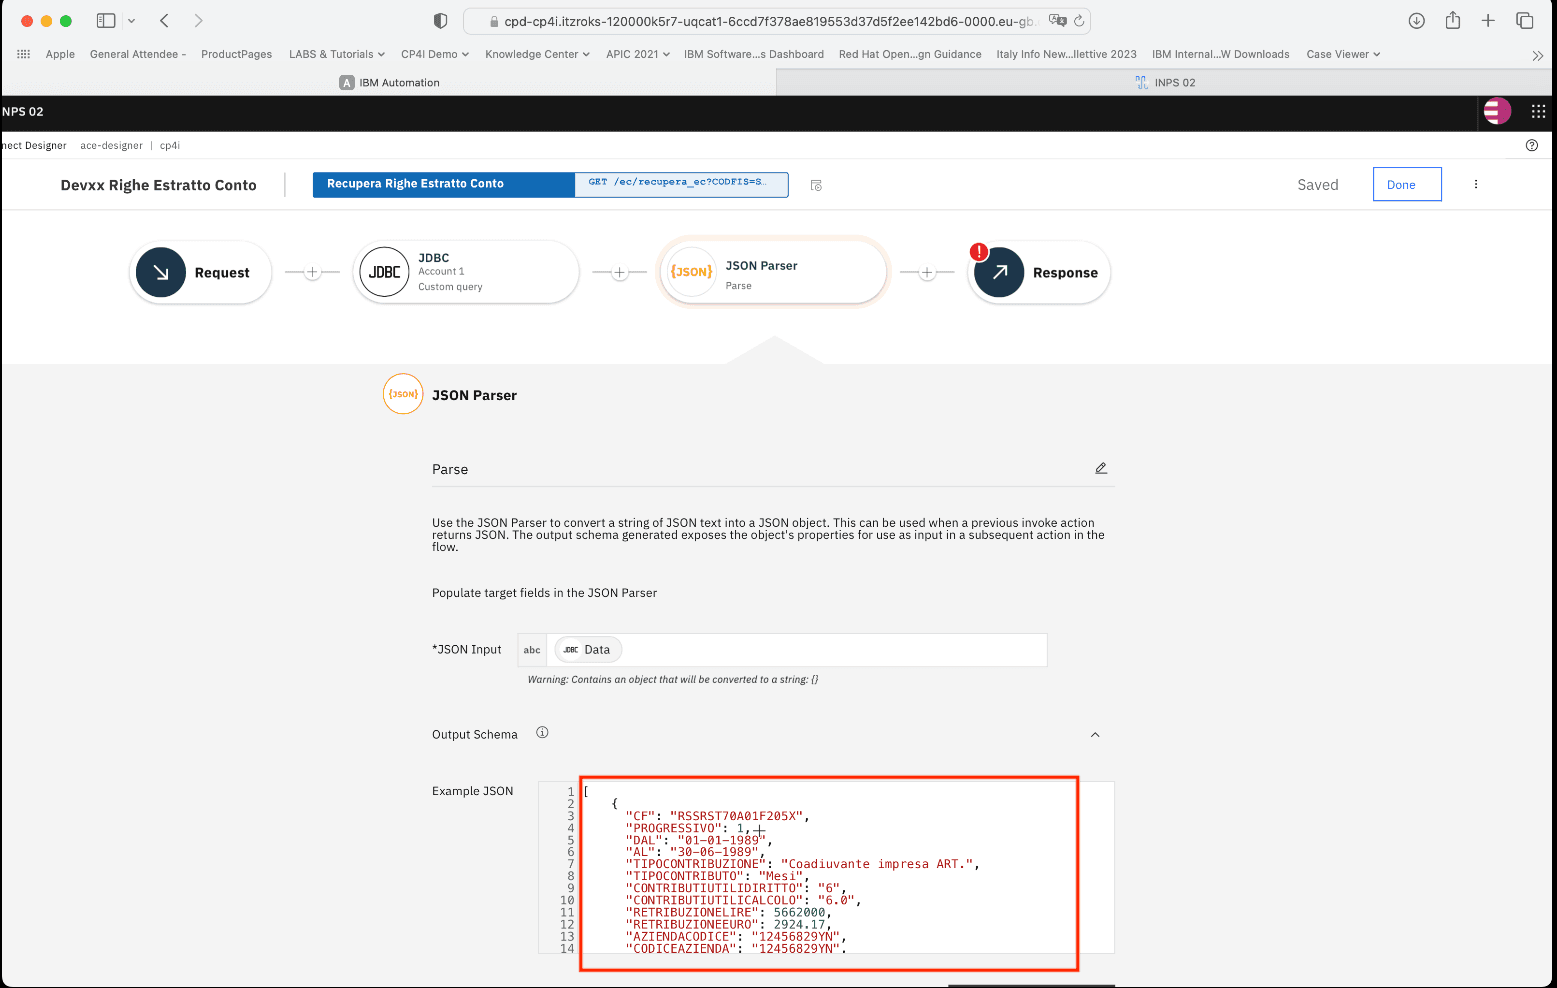 cpd-cp4i.itzroks-120000k5r7-uqcat1-6ccd7f378ae819553d37d5f2ee142bd6-0000.eu-gb.
Apple General Attendee - ProductPages LABS & Tutorials CP4I Demo Knowledge Center APIC 2021 IBM Software...s Dashboard Red Hat Open...gn Guidance Italy Info New...llettive 2023 IBM Internal...W Downloads Case Viewer
A IBM Automation INPS 02
NPS 02
nect Designer ace-designer | cp4i
Devxx Righe Estratto Conto Recupera Righe Estratto Conto GET /ec/recupera_ec?CODFIS=S… Saved Done
Request
JDBC JDBC
Account 1
Custom query
{JSON} JSON Parser
Parse
! Response
{JSON} JSON Parser
Parse
Use the JSON Parser to convert a string of JSON text into a JSON object. This can be used when a previous invoke action
returns JSON. The output schema generated exposes the object's properties for use as input in a subsequent action in the
flow.
Populate target fields in the JSON Parser
*JSON Input abc JDBC Data
Warning: Contains an object that will be converted to a string: {}
Output Schema
Example JSON
1 [
2 {
3 "CF": "RSSRST70A01F205X",
4 "PROGRESSIVO": 1,
5 "DAL": "01-01-1989",
6 "AL": "30-06-1989",
7 "TIPOCONTRIBUZIONE": "Coadiuvante impresa ART.",
8 "TIPOCONTRIBUTO": "Mesi",
9 "CONTRIBUTIUTILIDIRITTO": "6",
10 "CONTRIBUTIUTILICALCOLO": "6.0",
11 "RETRIBUZIONELIRE": 5662000,
12 "RETRIBUZIONEEURO": 2924.17,
13 "AZIENDACODICE": "12456829YN",
14 "CODICEAZIENDA": "12456829YN",